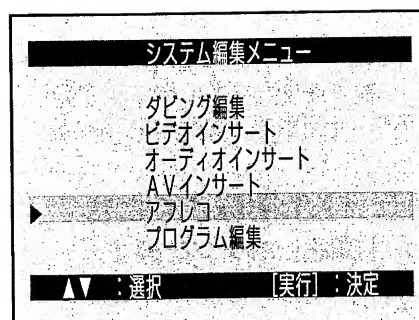 システム編集メニュー
ダビング編集
ビデオインサート
オーディオインサート
AVインサート
アフレコ
プログラム編集
▲▼ :選択 [実行] :決定